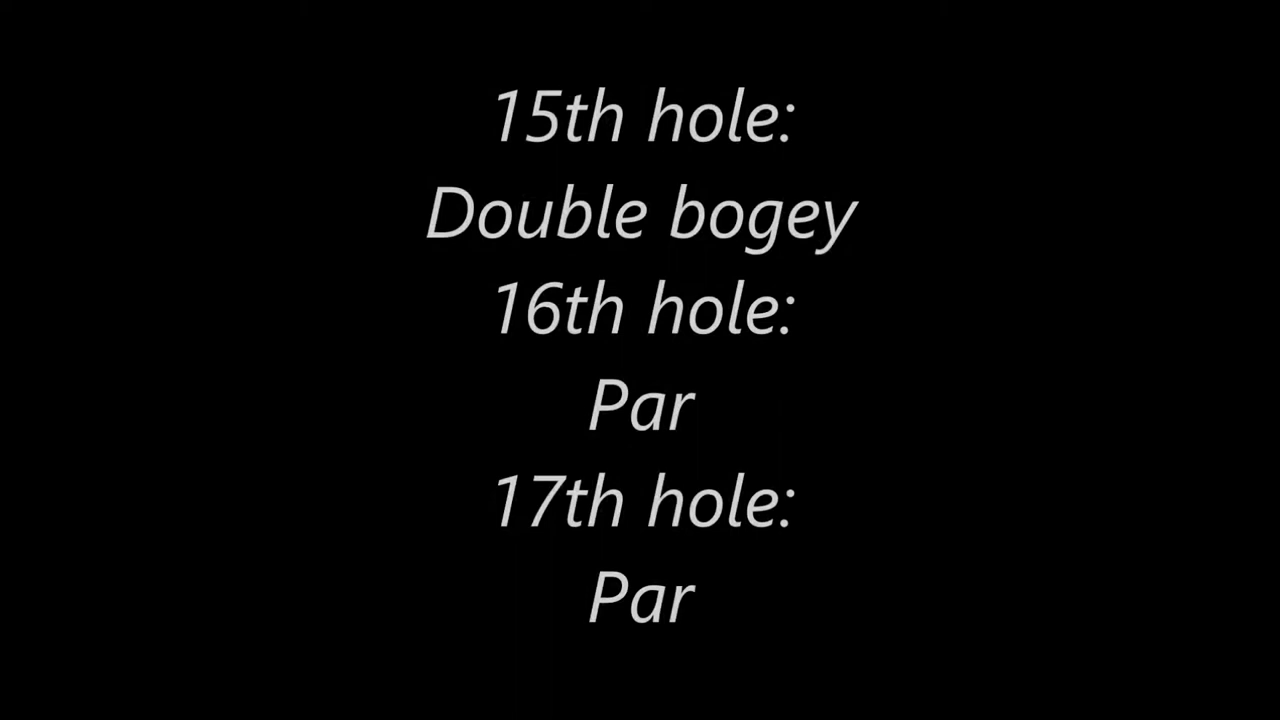 15th hole:
Double bogey
16th hole:
Par
17th hole:
Par